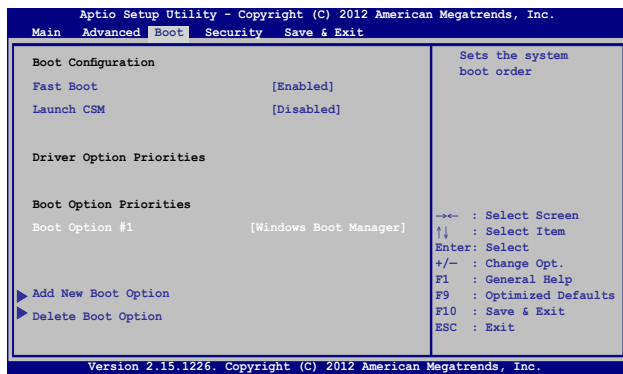 Aptio Setup Utility - Copyright (C) 2012 American Megatrends, Inc.
Main Advanced Boot Security Save & Exit
Boot Configuration
Fast Boot [Enabled]
Launch CSM [Disabled]
Driver Option Priorities
Boot Option Priorities
Boot Option #1 [Windows Boot Manager]
Add New Boot Option
Delete Boot Option
Sets the system
boot order
→← : Select Screen
↑↓ : Select Item
Enter: Select
+/— : Change Opt.
F1 : General Help
F9 : Optimized Defaults
F10 : Save & Exit
ESC : Exit
Version 2.15.1226. Copyright (C) 2012 American Megatrends, Inc.